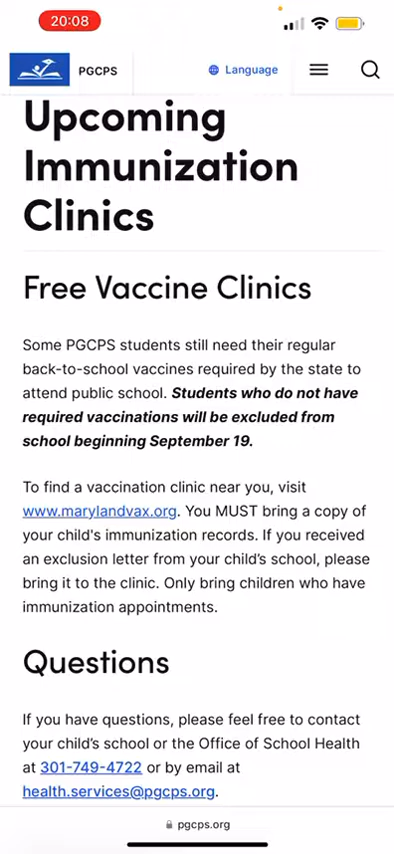 20:08
PGCPS
Language
Upcoming
Immunization
Clinics
Free Vaccine Clinics
Some PGCPS students still need their regular
back-to-school vaccines required by the state to
attend public school. Students who do not have
required vaccinations will be excluded from
school beginning September 19.
To find a vaccination clinic near you, visit
www.marylandvax.org. You MUST bring a copy of
your child's immunization records. If you received
an exclusion letter from your child’s school, please
bring it to the clinic. Only bring children who have
immunization appointments.
Questions
If you have questions, please feel free to contact
your child’s school or the Office of School Health
at 301-749-4722 or by email at
health.services@pgcps.org.
pgcps.org